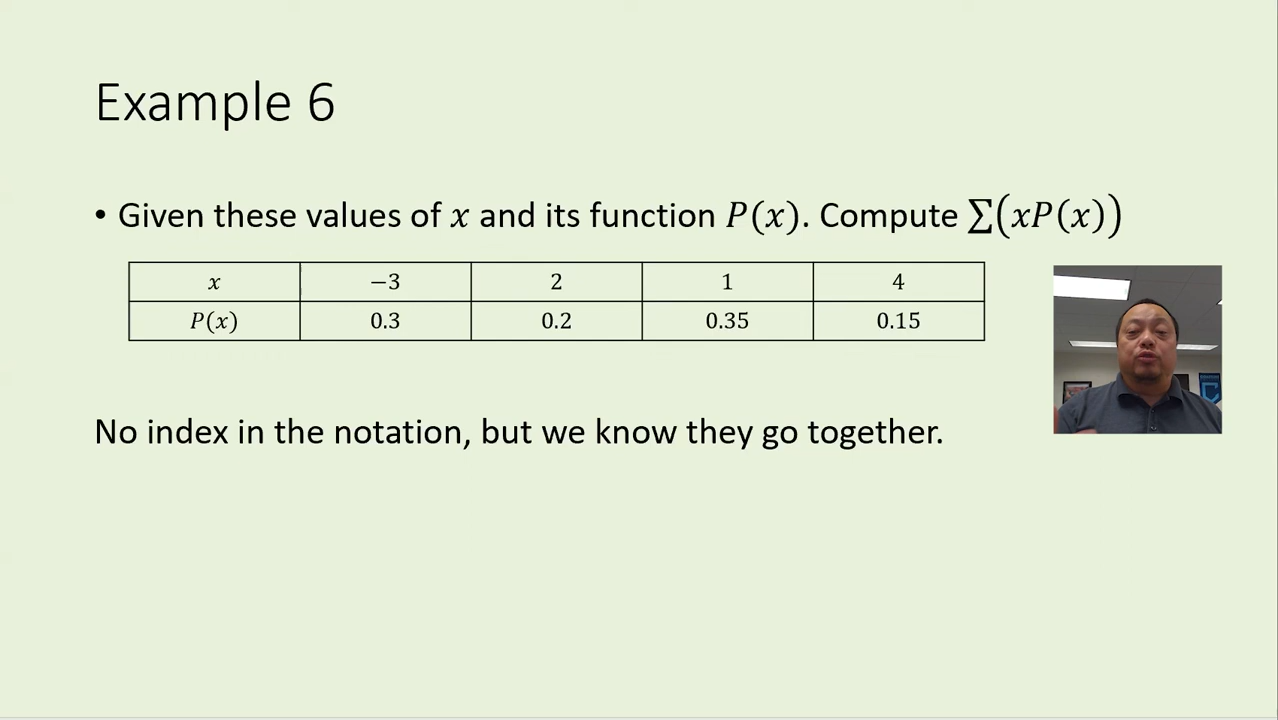 Example 6
• Given these values of x and its function P(x). Compute ∑(xP(x))
x −3 2 1 4
P(x) 0.3 0.2 0.35 0.15
No index in the notation, but we know they go together.